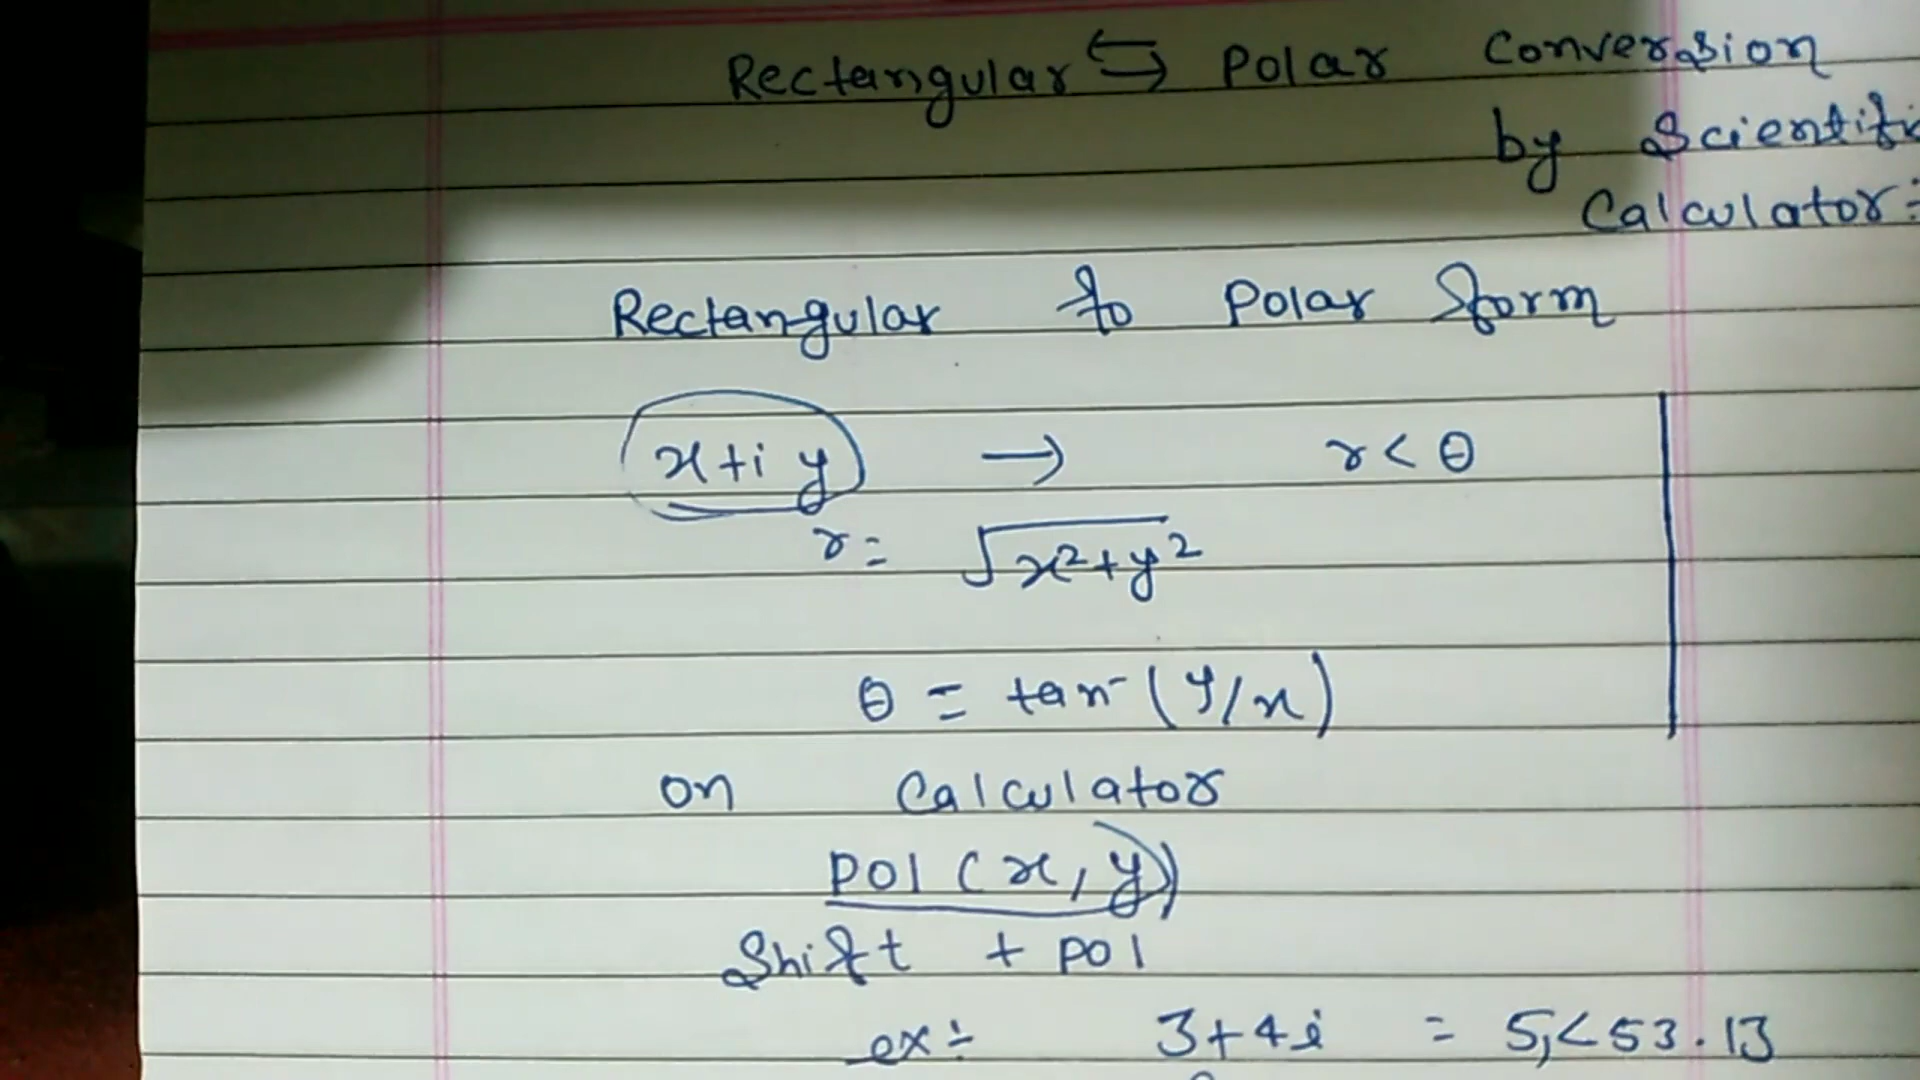 Rectangular ⇆ Polar Conversion
by Scientific
Calculator:
Rectangular to Polar form
x+iy → r<θ
r = √x²+y²
θ = tan⁻(y/x)
on Calculator
Pol(x,y)
Shift + Pol
ex÷ 3+4i = 5,<53.13